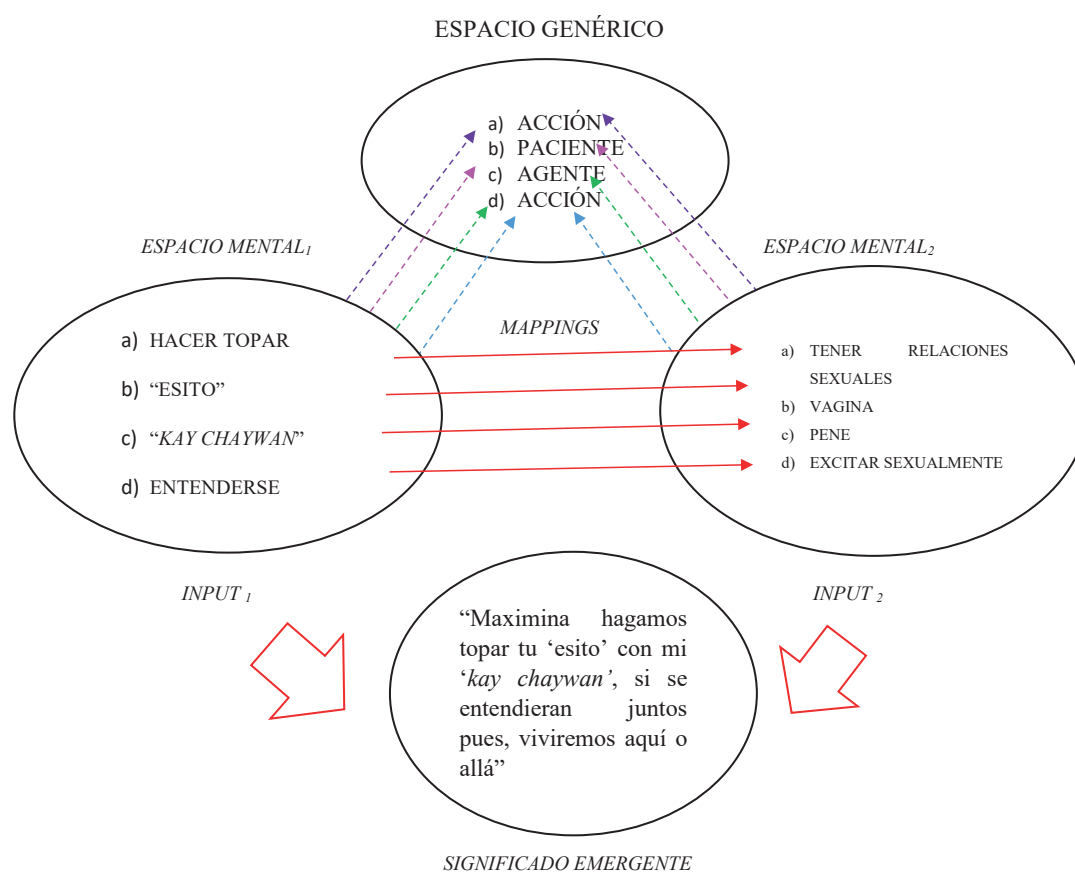 ESPACIO GENÉRICO
a) ACCIÓN
b) PACIENTE
c) AGENTE
d) ACCIÓN
ESPACIO MENTAL1
ESPACIO MENTAL2
MAPPINGS
a) HACER TOPAR
b) “ESITO”
c) “KAY CHAYWAN”
d) ENTENDERSE
a) TENER RELACIONES
SEXUALES
b) VAGINA
c) PENE
d) EXCITAR SEXUALMENTE
INPUT 1
INPUT 2
“Maximina hagamos
topar tu ‘esito’ con mi
‘kay chaywan’, si se
entendieran juntos
pues, viviremos aquí o
allá”
SIGNIFICADO EMERGENTE